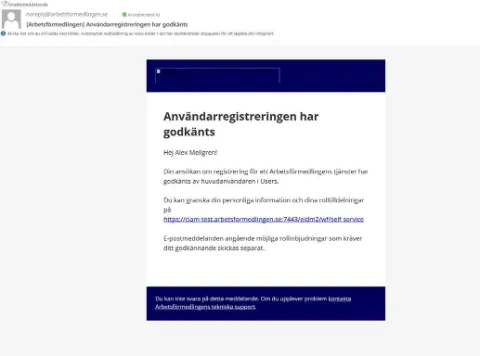 noreply@arbetsformedlingen.se
[Arbetsförmedlingen] Användarregistreringen har godkänts
Användarregistreringen har
godkänts
Hej Alex Mellgren!
Din ansökan om registrering för ett Arbetsförmedlingens tjänster har
godkänts av huvudanvändaren i Users.
Du kan granska din personliga information och dina rolltilldelningar
på
https://ciam-test.arbetsformedlingen.se:7443/eidm2/wf/self service
E-postmeddelanden angående möjliga rollinbjudningar som kräver
ditt godkännande skickas separat.
Du kan inte svara på detta meddelande. Om du upplever problem kontakta
Arbetsförmedlingens tekniska support.